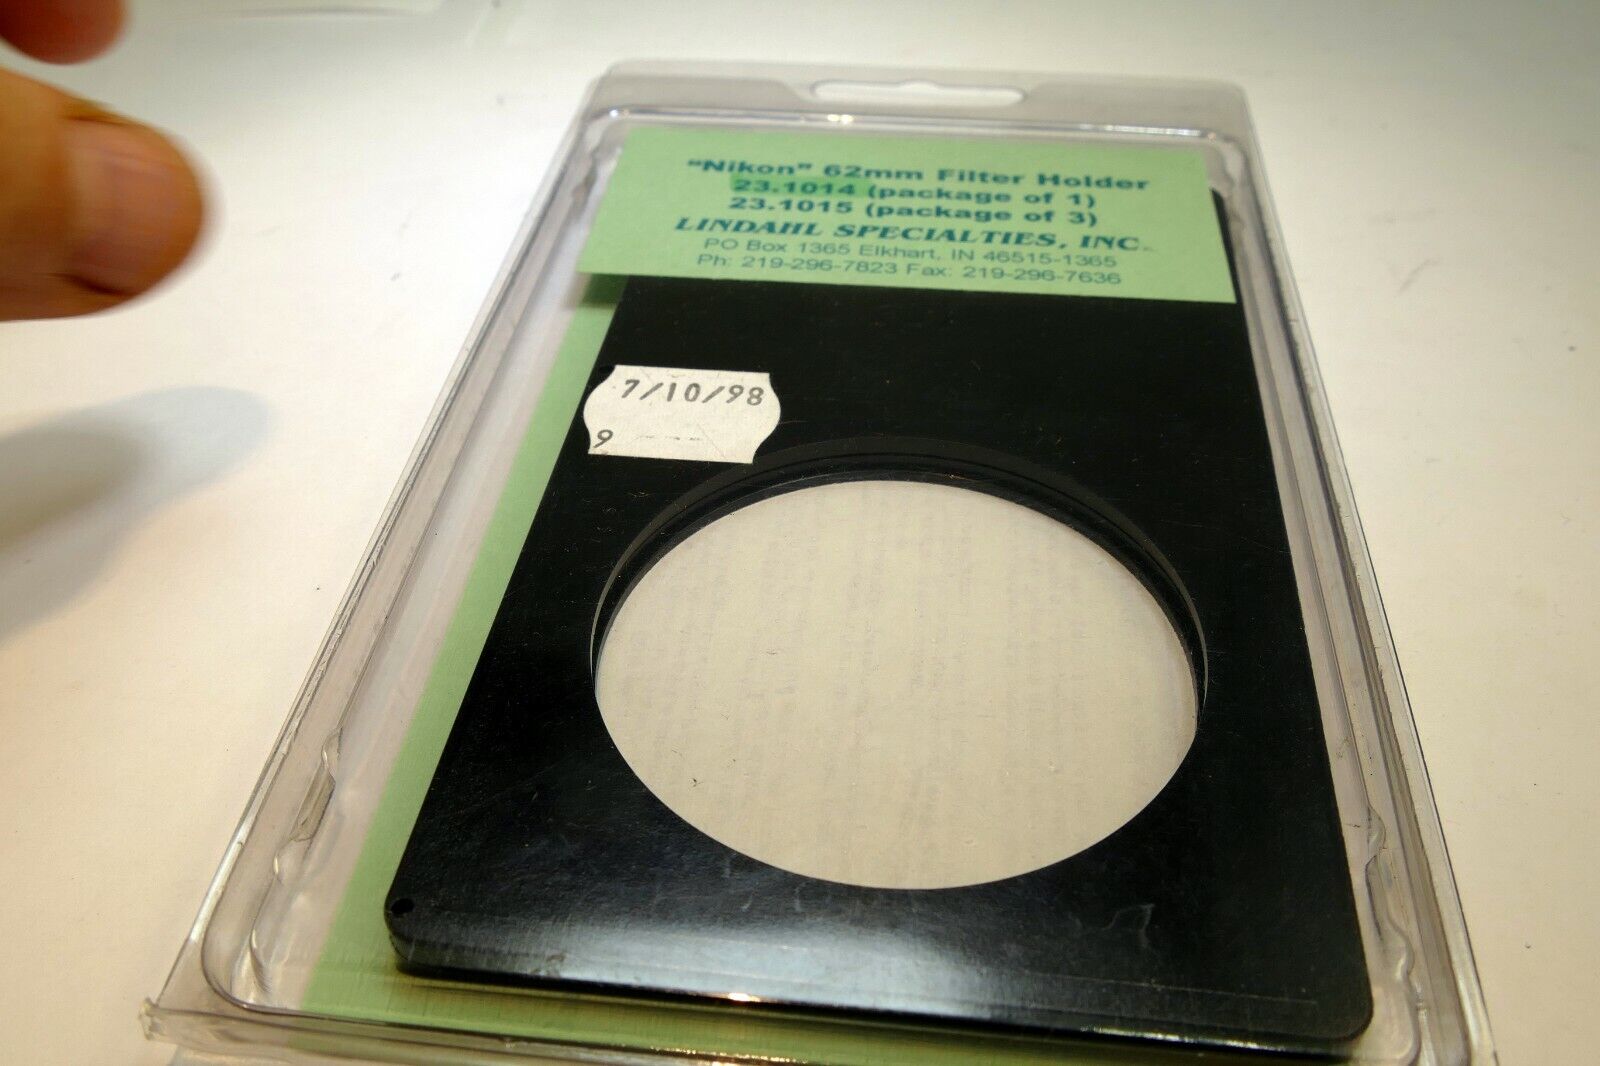 "Nikon" 62mm Filter Holder
23.1014 (package of 1)
23.1015 (package of 3)
LINDAHL SPECIALTIES, INC.
PO Box 1365 Elkhart, IN 46515-1365
Ph: 219-296-7823 Fax: 219-296-7636
7/10/98
9